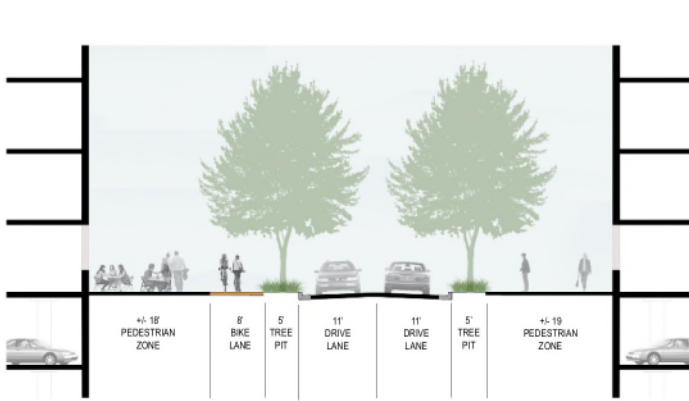 +/- 18'
PEDESTRIAN
ZONE
8'
BIKE
LANE
5'
TREE
PIT
11'
DRIVE
LANE
11'
DRIVE
LANE
5'
TREE
PIT
+/- 19
PEDESTRIAN
ZONE